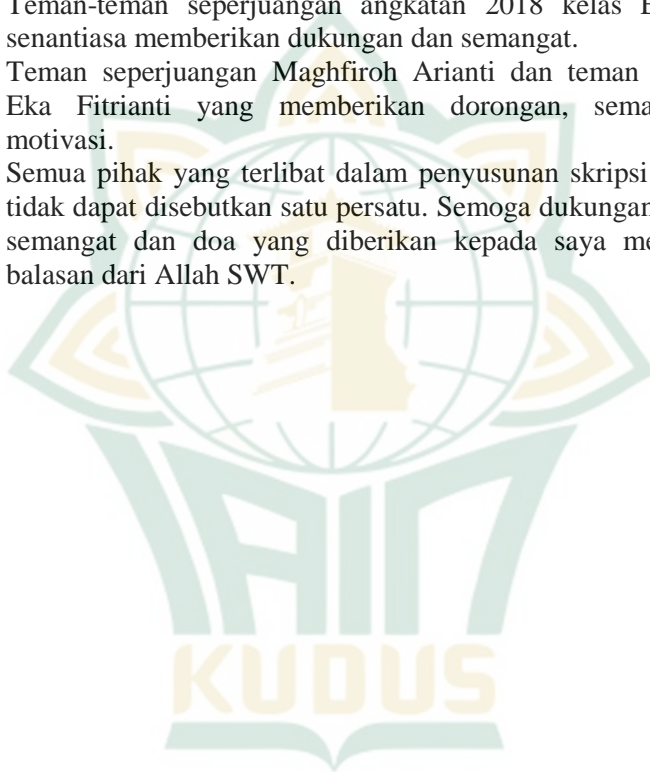 Teman-teman seperjuangan angkatan 2018 kelas
senantiasa memberikan dukungan dan semangat.
Teman seperjuangan Maghfiroh Arianti dan teman
Eka Fitrianti yang memberikan dorongan,
motivasi.
Semua pihak yang terlibat dalam penyusunan skripsi
tidak dapat disebutkan satu persatu. Semoga dukungan
semangat dan doa yang diberikan kepada saya
balasan dari Allah SWT.
IAIN
KUDUS